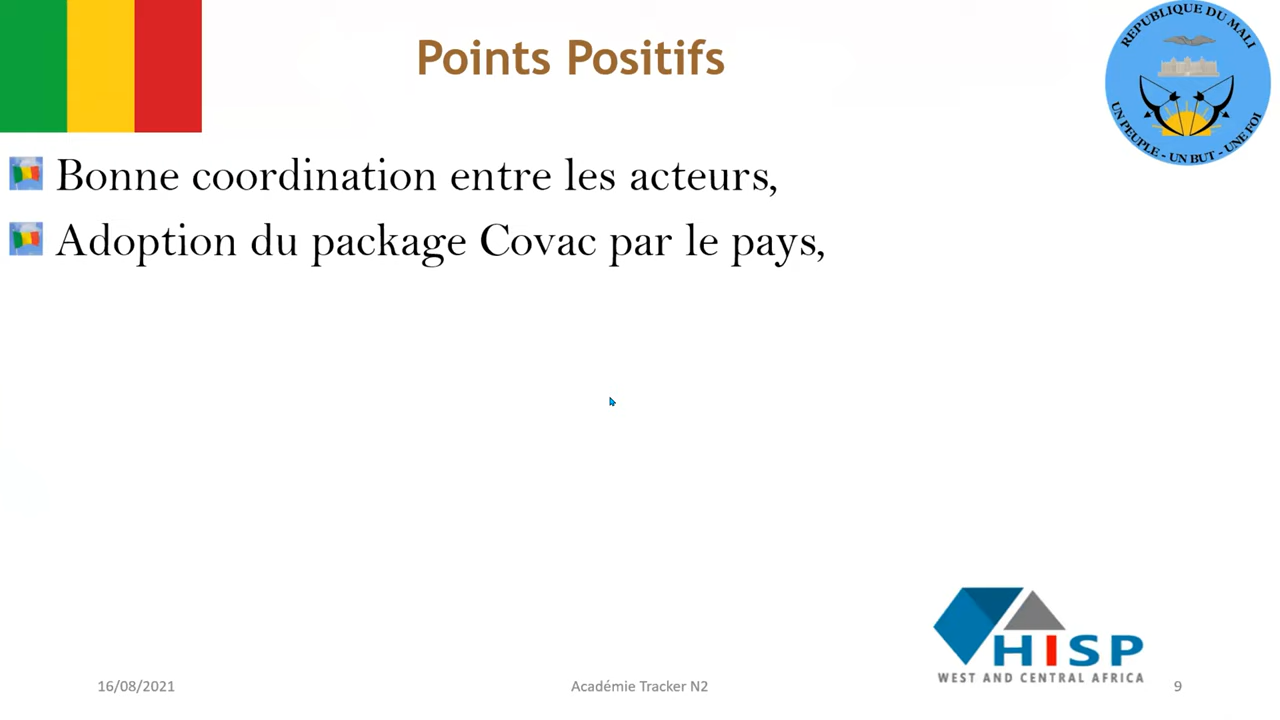 Points Positifs
REPUBLIQUE DU MALI
UN PEUPLE - UN BUT - UNE FOI
Bonne coordination entre les acteurs,
Adoption du package Covac par le pays,
HISP
WEST AND CENTRAL AFRICA
16/08/2021
Académie Tracker N2
9